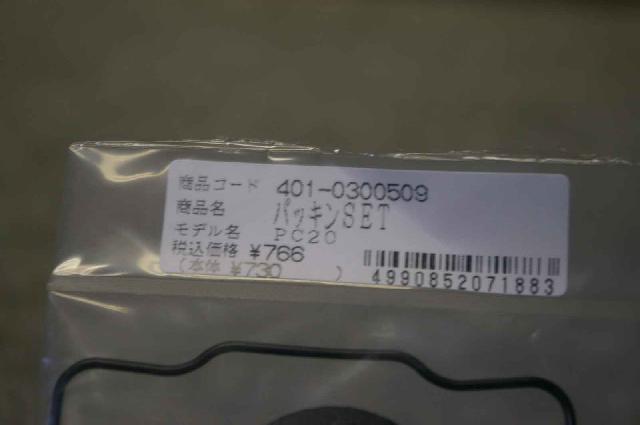 商品コード 401-0300509
商品名 パッキンSET
モデル名 PC20
税込価格 ¥766
(本体 ¥730 )
4990852071883